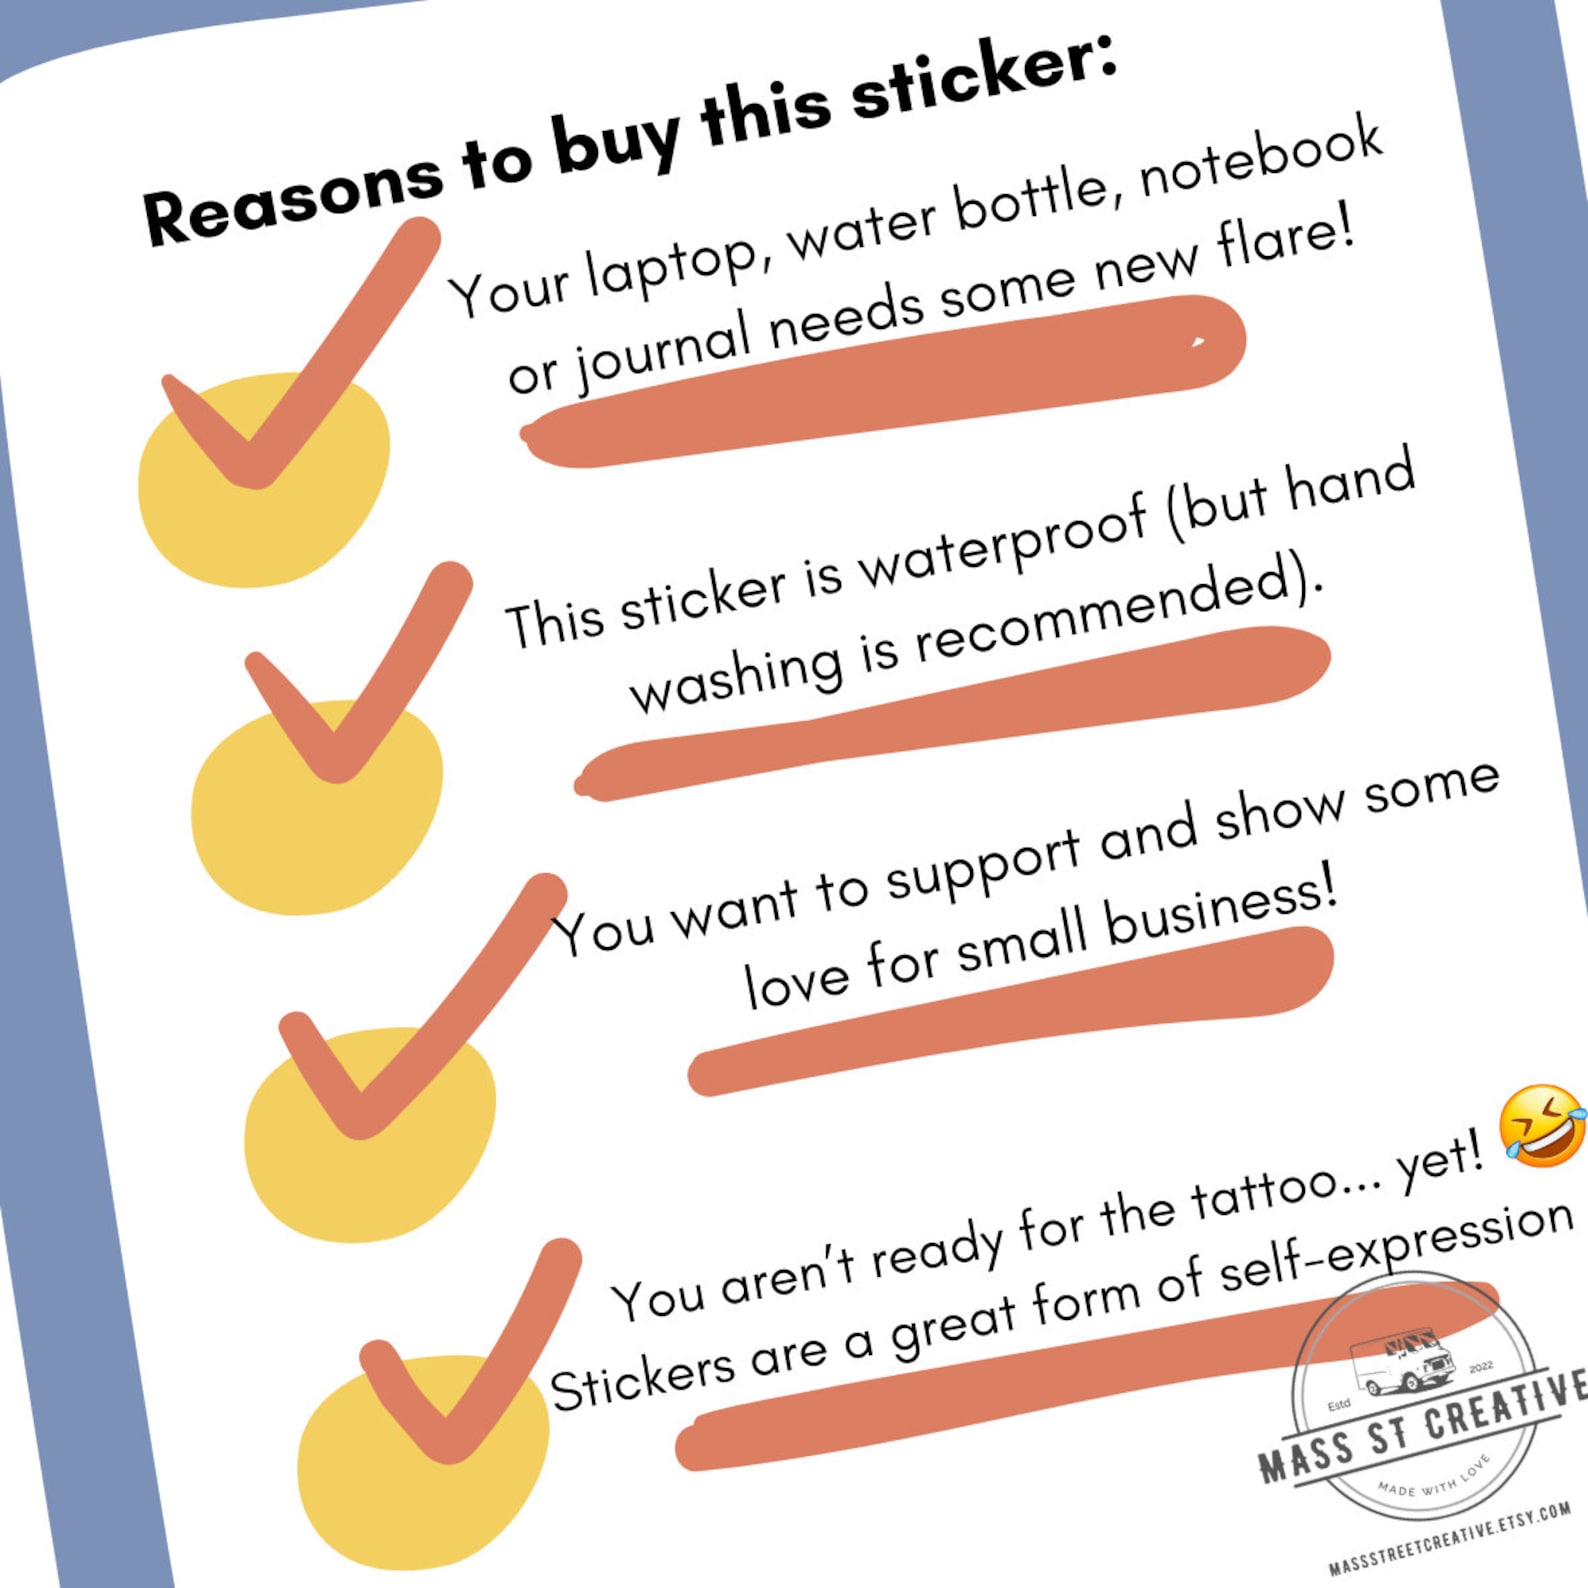 Reasons to buy this sticker:
Your laptop, water bottle, notebook
or journal needs some new flare!
This sticker is waterproof (but hand
washing is recommended).
You want to support and show some
love for small business!
You aren't ready for the tattoo... yet! 🤣
Stickers are a great form of self-expression
Estd 2022
MASS ST CREATIVE
MADE WITH LOVE
MASSSTREETCREATIVE.ETSY.COM